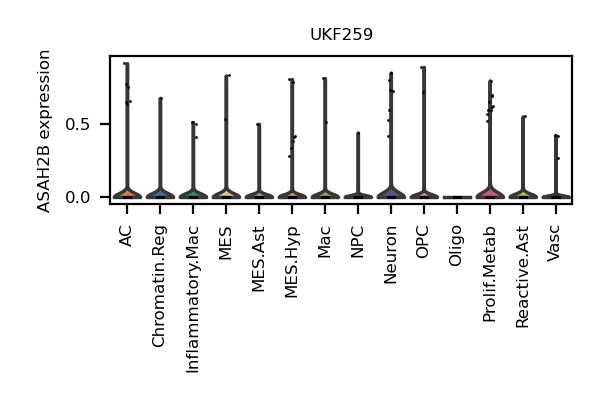 UKF259
ASAH2B expression
0.5
0.0
AC
Chromatin.Reg
Inflammatory.Mac
MES
MES.Ast
MES.Hyp
Mac
NPC
Neuron
OPC
Oligo
Prolif.Metab
Reactive.Ast
Vasc